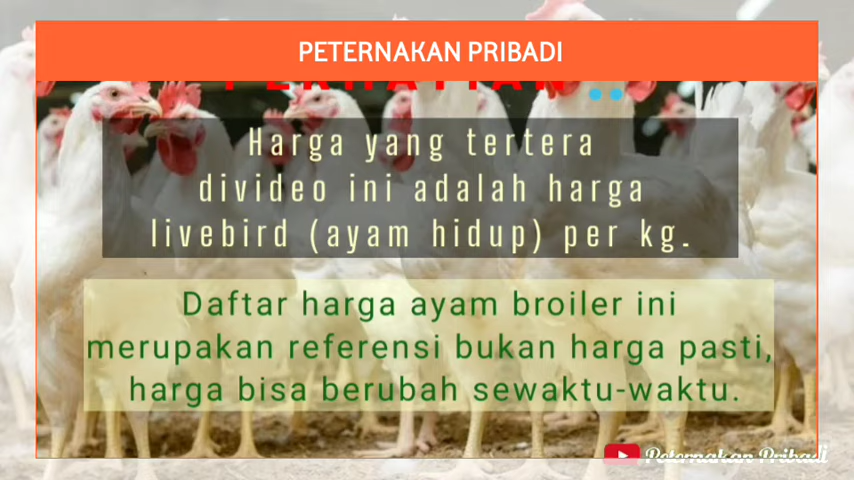 PETERNAKAN PRIBADI
PERHATIAN
Harga yang tertera
divideo ini adalah harga
livebird (ayam hidup) per kg.
Daftar harga ayam broiler ini
merupakan referensi bukan harga pasti,
harga bisa berubah sewaktu-waktu.
Peternakan Pribadi